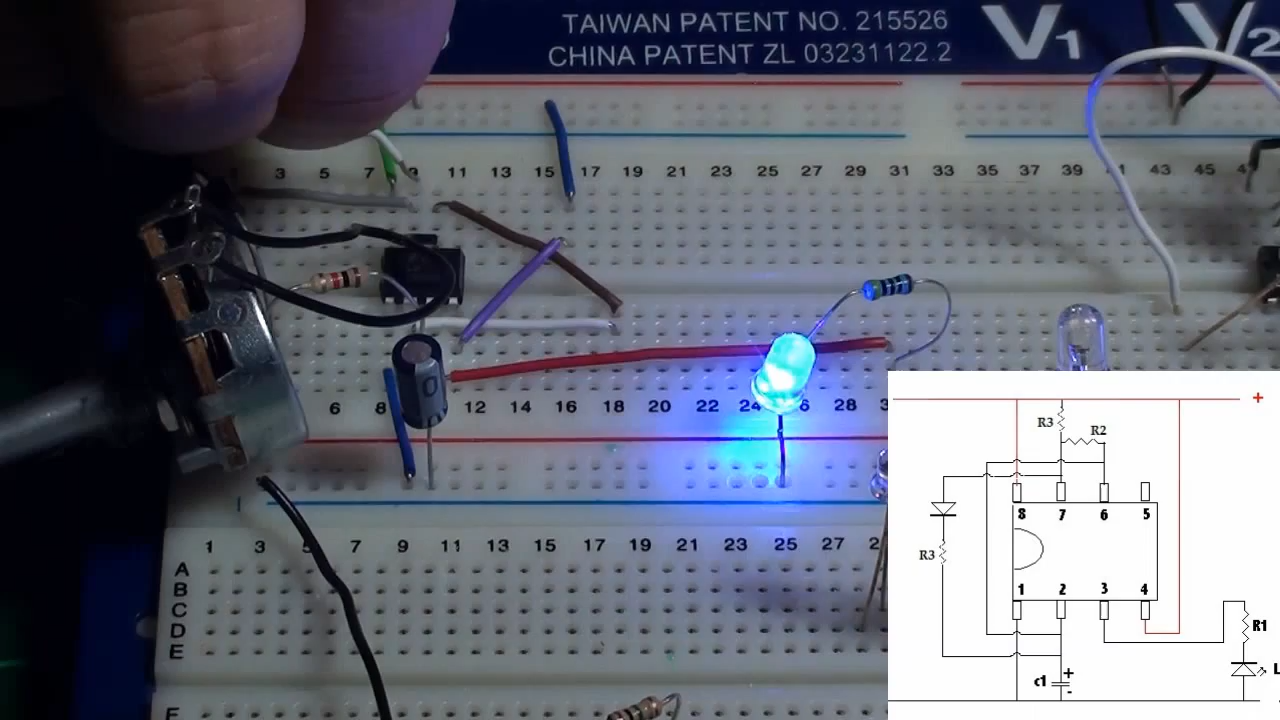 TAIWAN PATENT NO. 215526
CHINA PATENT ZL 03231122.2
V1 V2
3 5 7 9 11 13 15 17 19 21 23 25 27 29 31 33 35 37 39 43 45
6 8 12 14 16 18 20 22 24 26 28
1 3 5 7 9 11 13 15 17 19 21 23 25 27
A
B
C
D
E
F
+
R3
R2
8 7 6 5
R3
1 2 3 4
R1
c1
+
-
L